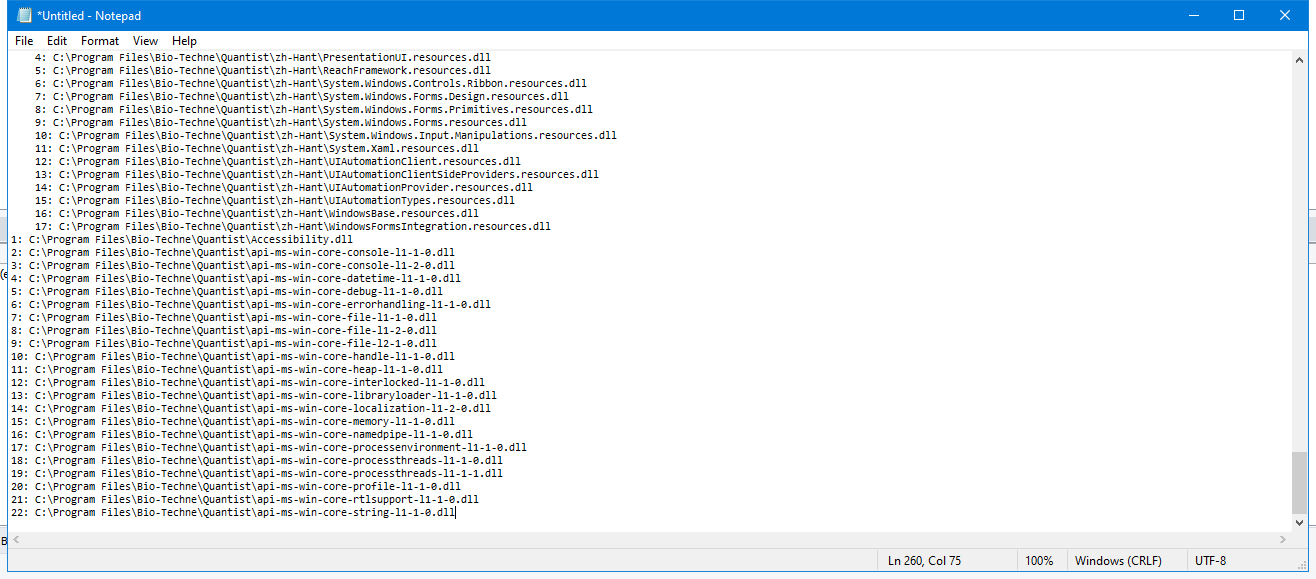 *Untitled - Notepad
File Edit Format View Help
4: C:\Program Files\Bio-Techne\Quantist\zh-Hant\PresentationUI.resources.dll
5: C:\Program Files\Bio-Techne\Quantist\zh-Hant\ReachFramework.resources.dll
6: C:\Program Files\Bio-Techne\Quantist\zh-Hant\System.Windows.Controls.Ribbon.resources.dll
7: C:\Program Files\Bio-Techne\Quantist\zh-Hant\System.Windows.Forms.Design.resources.dll
8: C:\Program Files\Bio-Techne\Quantist\zh-Hant\System.Windows.Forms.Primitives.resources.dll
9: C:\Program Files\Bio-Techne\Quantist\zh-Hant\System.Windows.Forms.resources.dll
10: C:\Program Files\Bio-Techne\Quantist\zh-Hant\System.Windows.Input.Manipulations.resources.dll
11: C:\Program Files\Bio-Techne\Quantist\zh-Hant\System.Xaml.resources.dll
12: C:\Program Files\Bio-Techne\Quantist\zh-Hant\UIAutomationClient.resources.dll
13: C:\Program Files\Bio-Techne\Quantist\zh-Hant\UIAutomationClientSideProviders.resources.dll
14: C:\Program Files\Bio-Techne\Quantist\zh-Hant\UIAutomationProvider.resources.dll
15: C:\Program Files\Bio-Techne\Quantist\zh-Hant\UIAutomationTypes.resources.dll
16: C:\Program Files\Bio-Techne\Quantist\zh-Hant\WindowsBase.resources.dll
17: C:\Program Files\Bio-Techne\Quantist\zh-Hant\WindowsFormsIntegration.resources.dll
1: C:\Program Files\Bio-Techne\Quantist\Accessibility.dll
2: C:\Program Files\Bio-Techne\Quantist\api-ms-win-core-console-l1-1-0.dll
3: C:\Program Files\Bio-Techne\Quantist\api-ms-win-core-console-l1-2-0.dll
4: C:\Program Files\Bio-Techne\Quantist\api-ms-win-core-datetime-l1-1-0.dll
5: C:\Program Files\Bio-Techne\Quantist\api-ms-win-core-debug-l1-1-0.dll
6: C:\Program Files\Bio-Techne\Quantist\api-ms-win-core-errorhandling-l1-1-0.dll
7: C:\Program Files\Bio-Techne\Quantist\api-ms-win-core-file-l1-1-0.dll
8: C:\Program Files\Bio-Techne\Quantist\api-ms-win-core-file-l1-2-0.dll
9: C:\Program Files\Bio-Techne\Quantist\api-ms-win-core-file-l2-1-0.dll
10: C:\Program Files\Bio-Techne\Quantist\api-ms-win-core-handle-l1-1-0.dll
11: C:\Program Files\Bio-Techne\Quantist\api-ms-win-core-heap-l1-1-0.dll
12: C:\Program Files\Bio-Techne\Quantist\api-ms-win-core-interlocked-l1-1-0.dll
13: C:\Program Files\Bio-Techne\Quantist\api-ms-win-core-libraryloader-l1-1-0.dll
14: C:\Program Files\Bio-Techne\Quantist\api-ms-win-core-localization-l1-2-0.dll
15: C:\Program Files\Bio-Techne\Quantist\api-ms-win-core-memory-l1-1-0.dll
16: C:\Program Files\Bio-Techne\Quantist\api-ms-win-core-namedpipe-l1-1-0.dll
17: C:\Program Files\Bio-Techne\Quantist\api-ms-win-core-processenvironment-l1-1-0.dll
18: C:\Program Files\Bio-Techne\Quantist\api-ms-win-core-processthreads-l1-1-0.dll
19: C:\Program Files\Bio-Techne\Quantist\api-ms-win-core-processthreads-l1-1-1.dll
20: C:\Program Files\Bio-Techne\Quantist\api-ms-win-core-profile-l1-1-0.dll
21: C:\Program Files\Bio-Techne\Quantist\api-ms-win-core-rtlsupport-l1-1-0.dll
22: C:\Program Files\Bio-Techne\Quantist\api-ms-win-core-string-l1-1-0.dll
Ln 260, Col 75 100% Windows (CRLF) UTF-8